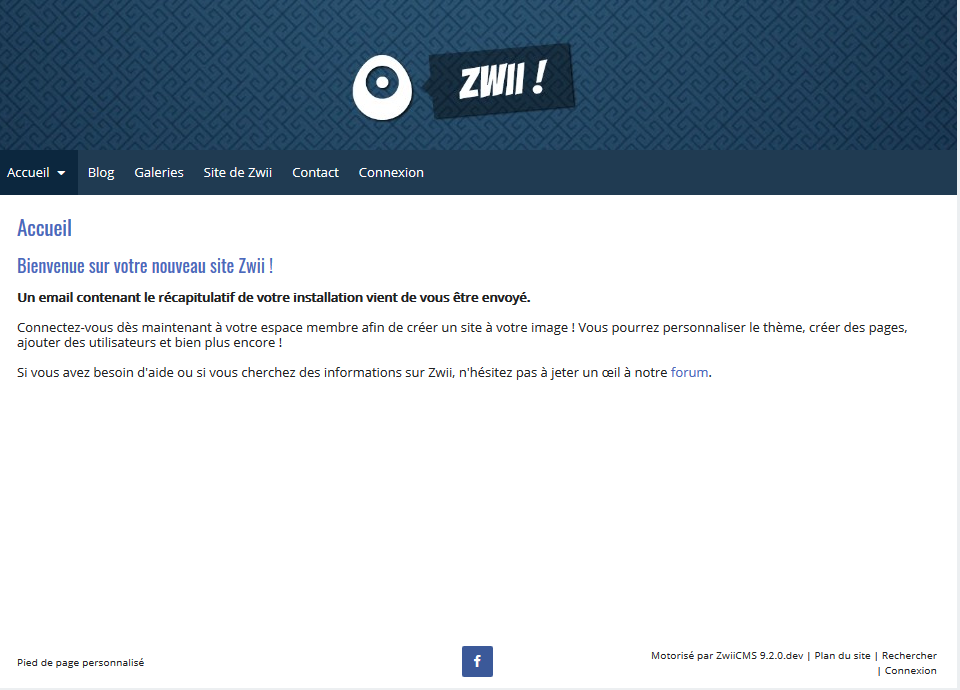 ZWII !
Accueil Blog Galeries Site de Zwii Contact Connexion
Accueil
Bienvenue sur votre nouveau site Zwii !
Un email contenant le récapitulatif de votre installation vient de vous être envoyé.
Connectez-vous dès maintenant à votre espace membre afin de créer un site à votre image ! Vous pourrez personnaliser le thème, créer des pages,
ajouter des utilisateurs et bien plus encore !
Si vous avez besoin d'aide ou si vous cherchez des informations sur Zwii, n'hésitez pas à jeter un œil à notre forum.
Pied de page personnalisé
f
Motorisé par ZwiiCMS 9.2.0.dev | Plan du site | Rechercher
| Connexion